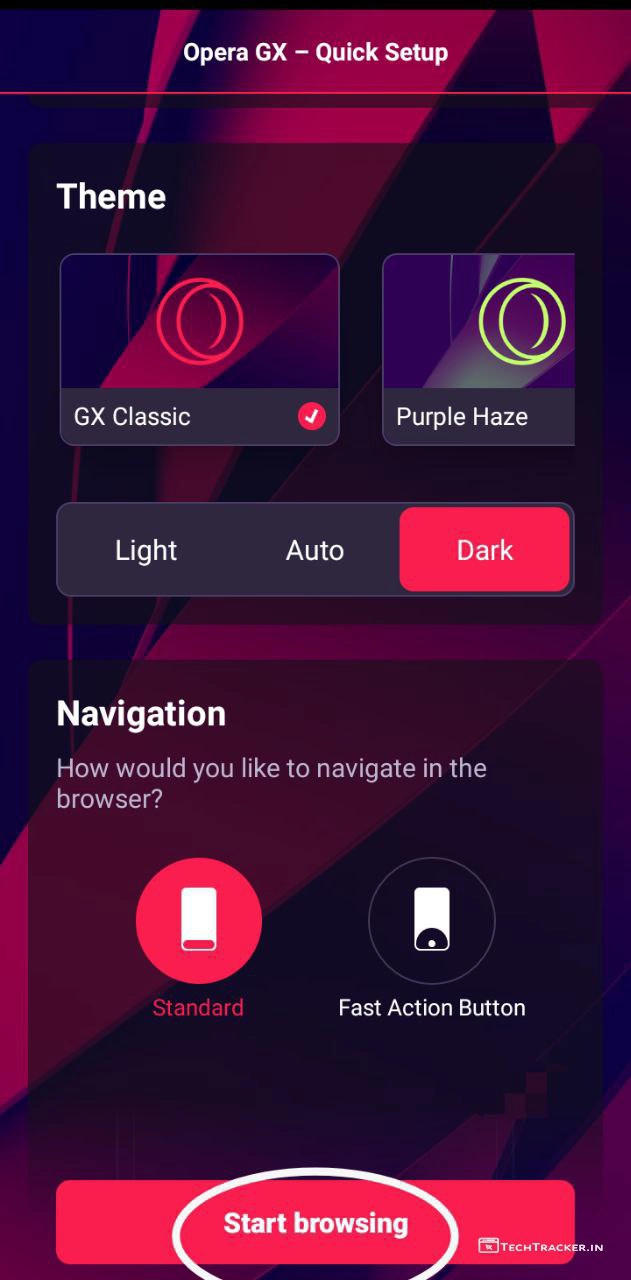 Opera GX – Quick Setup
Theme
GX Classic
Purple Haze
Light
Auto
Dark
Navigation
How would you like to navigate in the
browser?
Standard
Fast Action Button
Start browsing
TECHTRACKER.IN